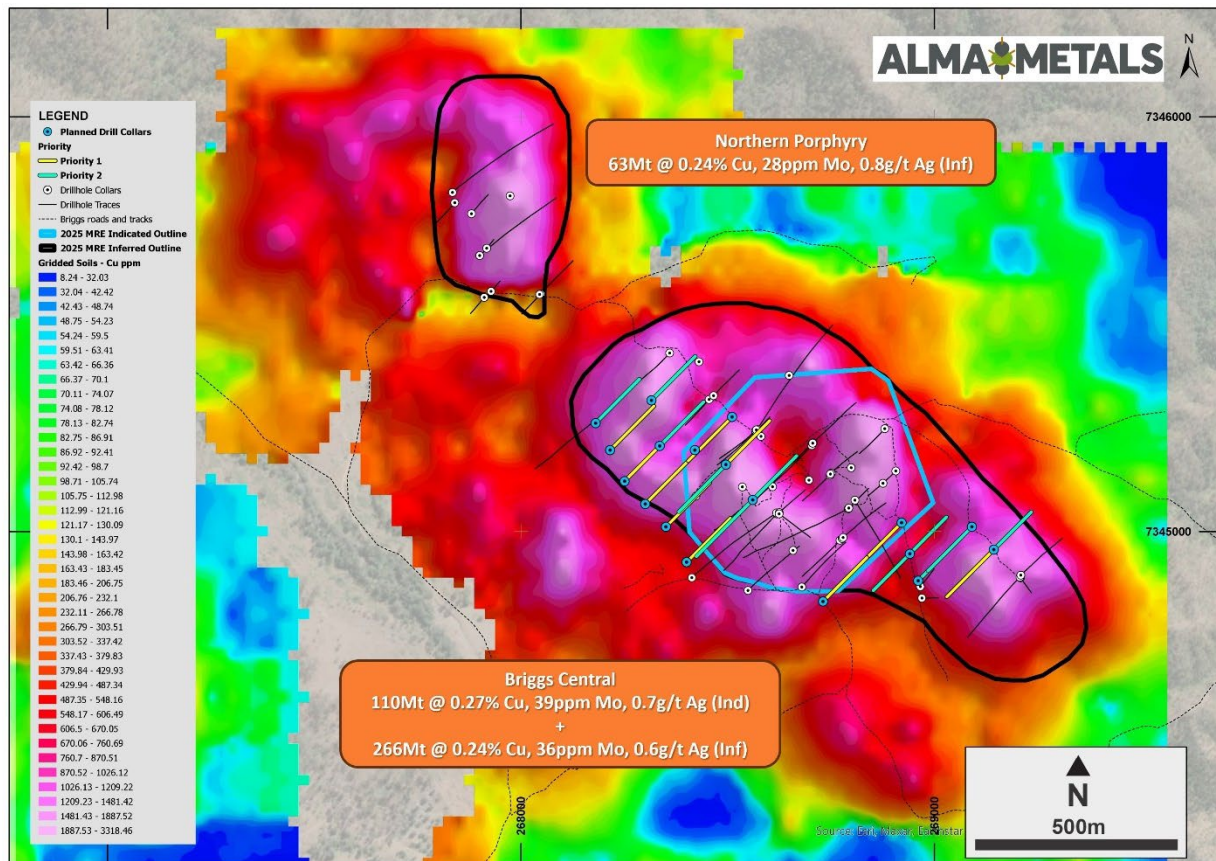 ALMA METALS
N
7346000
LEGEND
Planned Drill Collars
Priority
Priority 1
Priority 2
Drillhole Collars
Drillhole Traces
Briggs roads and tracks
2025 MRE Indicated Outline
2025 MRE Inferred Outline
Gridded Soils - Cu ppm
8.24 - 32.03
32.04 - 42.42
42.43 - 48.74
48.75 - 54.23
54.24 - 59.5
59.51 - 63.41
63.42 - 66.36
66.37 - 70.1
70.11 - 74.07
74.08 - 78.12
78.13 - 82.74
82.75 - 86.91
86.92 - 92.41
92.42 - 98.7
98.71 - 105.74
105.75 - 112.98
112.99 - 121.16
121.17 - 130.09
130.1 - 143.97
143.98 - 163.42
163.43 - 183.45
183.46 - 206.75
206.76 - 232.1
232.11 - 266.78
266.79 - 303.51
303.52 - 337.42
337.43 - 379.83
379.84 - 429.93
429.94 - 487.34
487.35 - 548.16
548.17 - 606.49
606.5 - 670.05
670.06 - 760.69
760.7 - 870.51
870.52 - 1026.12
1026.13 - 1209.22
1209.23 - 1481.42
1481.43 - 1887.52
1887.53 - 3318.46
Northern Porphyry
63Mt @ 0.24% Cu, 28ppm Mo, 0.8g/t Ag (Inf)
7345000
Briggs Central
110Mt @ 0.27% Cu, 39ppm Mo, 0.7g/t Ag (Ind)
+
266Mt @ 0.24% Cu, 36ppm Mo, 0.6g/t Ag (Inf)
268000
269000
Source: Esri, Maxar, Earthstar
N
500m